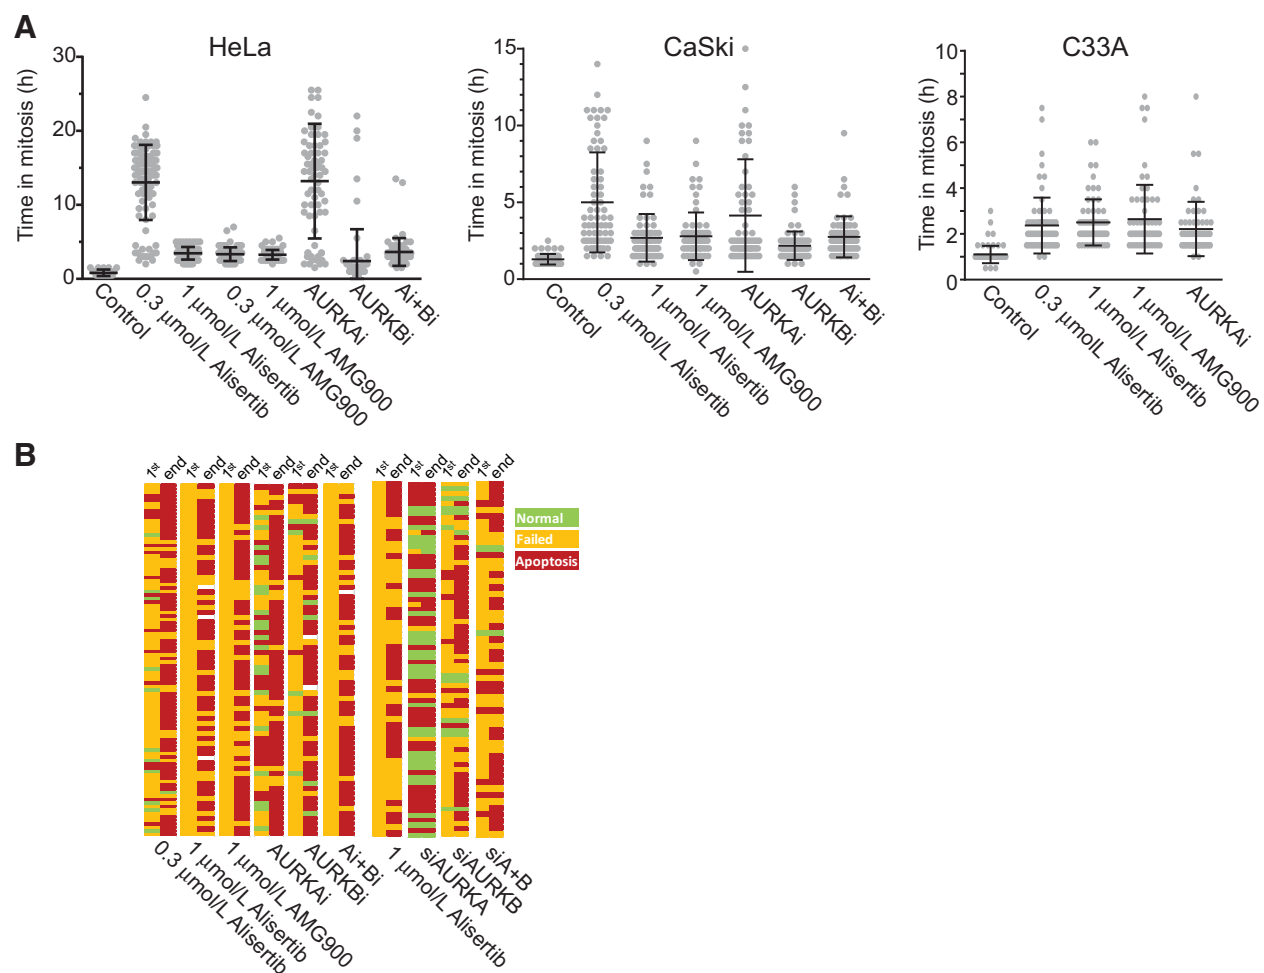 A
HeLa
CaSki
C33A
Time in mitosis (h)
30
20
10
0
Control
0.3 μmol/L Alisertib
1 μmol/L Alisertib
0.3 μmol/L AMG900
1 μmol/L AMG900
AURKAi
AURKBi
Ai+Bi
Time in mitosis (h)
15
10
5
0
Control
0.3 μmol/L Alisertib
1 μmol/L Alisertib
1 μmol/L AMG900
AURKAi
AURKBi
Ai+Bi
Time in mitosis (h)
10
8
6
4
2
0
Control
0.3 μmolL Alisertib
1 μmol/L Alisertib
1 μmol/L AMG900
AURKAi
B
1st end 1st end 1st end 1st end 1st end 1st end 1st end 1st end 1st end 1st end
Normal
Failed
Apoptosis
0.3 μmol/L Alisertib
1 μmol/L Alisertib
1 μmol/L AMG900
AURKAi
AURKBi
Ai+Bi
1 μmol/L Alisertib
siAURKA
siAURKB
siA+B